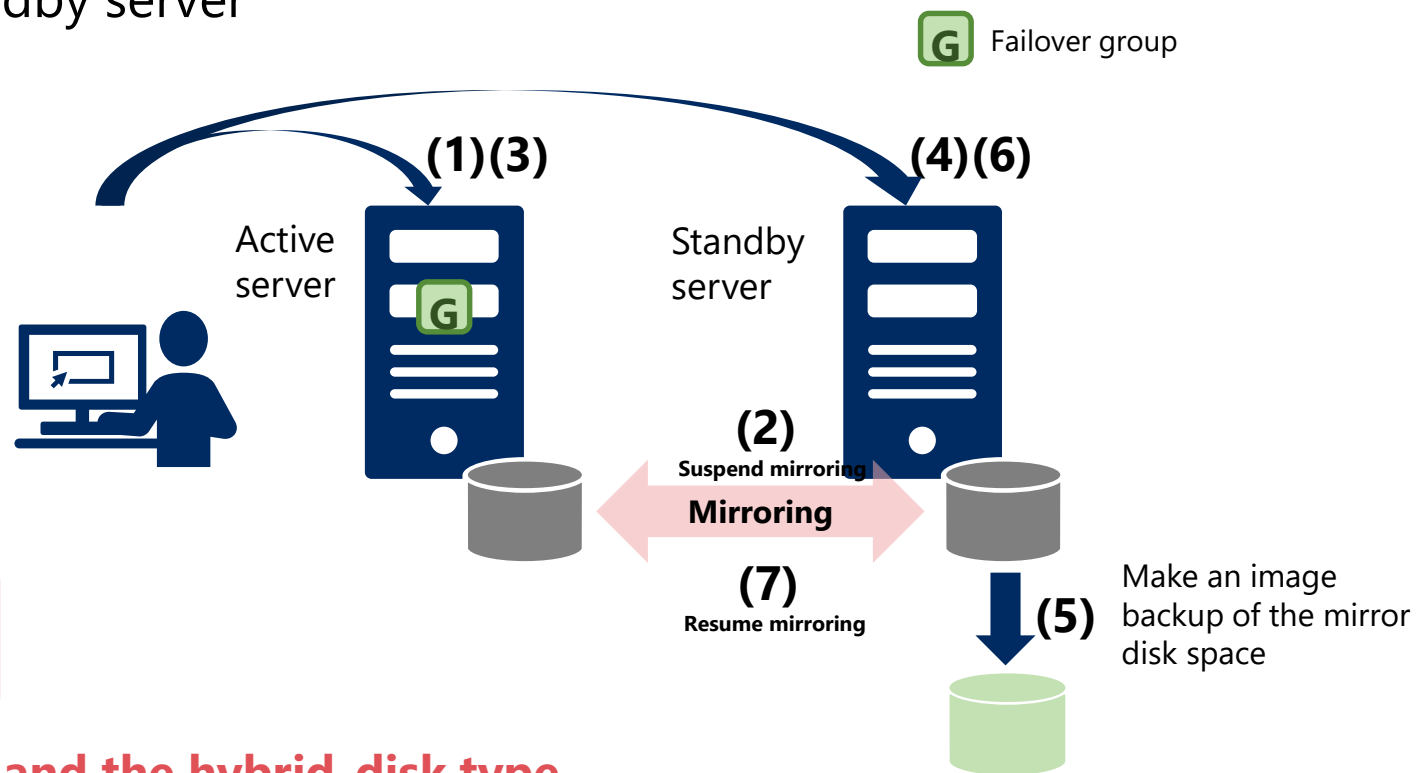 dby server
G Failover group
(1)(3)
(4)(6)
Active
server
Standby
server
G
(2)
Suspend mirroring
Mirroring
(7)
Resume mirroring
(5)
Make an image
backup of the mirror
disk space
and the hybrid-disk type